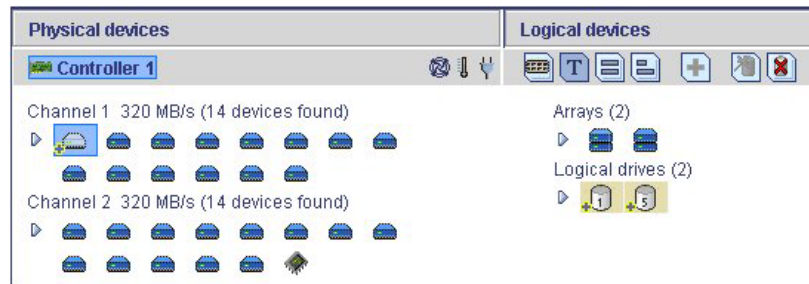 Physical devices
Logical devices
Controller 1
T
Channel 1 320 MB/s (14 devices found)
Arrays (2)
Logical drives (2)
1 5
Channel 2 320 MB/s (14 devices found)